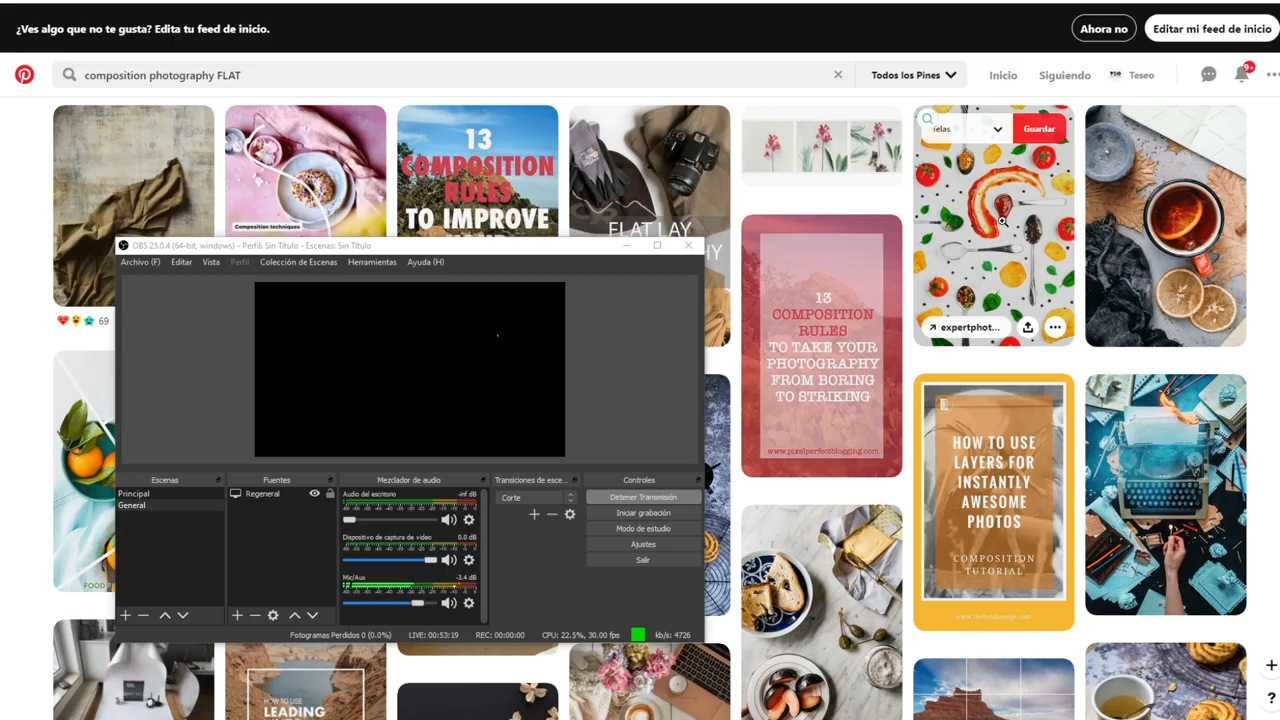 ¿Ves algo que no te gusta? Edita tu feed de inicio.
Ahora no
Editar mi feed de inicio
composition photography FLAT
Todos los Pines
Inicio
Siguiendo
Teseo
9+
Composition techniques
13
COMPOSITION
RULES
TO IMPROVE
FLAT LAY
Guardar
expertphot...
69
FOOD
13
COMPOSITION
RULES
TO TAKE YOUR
PHOTOGRAPHY
FROM BORING
TO STRIKING
www.pixelperfectblogging.com
HOW TO USE
LAYERS FOR
INSTANTLY
AWESOME
PHOTOS
COMPOSITION
TUTORIAL
HOW TO USE
LEADING
OBS 25.0.4 (64-bit, windows) - Perfil: Sin Título - Escenas: Sin Título
Archivo (F)
Editar
Vista
Perfil
Colección de Escenas
Herramientas
Ayuda (H)
Escenas
Fuentes
Mezclador de audio
Transiciones de esce...
Controles
Principal
General
Regeneral
Audio del escritorio
-inf dB
Dispositivo de captura de video
0.0 dB
Mic/Aux
-3.4 dB
Corte
Detener Transmisión
Iniciar grabación
Modo de estudio
Ajustes
Salir
Fotogramas Perdidos 0 (0.0%)
LIVE: 00:53:19
REC: 00:00:00
CPU: 22.5%, 30.00 fps
kb/s: 4726